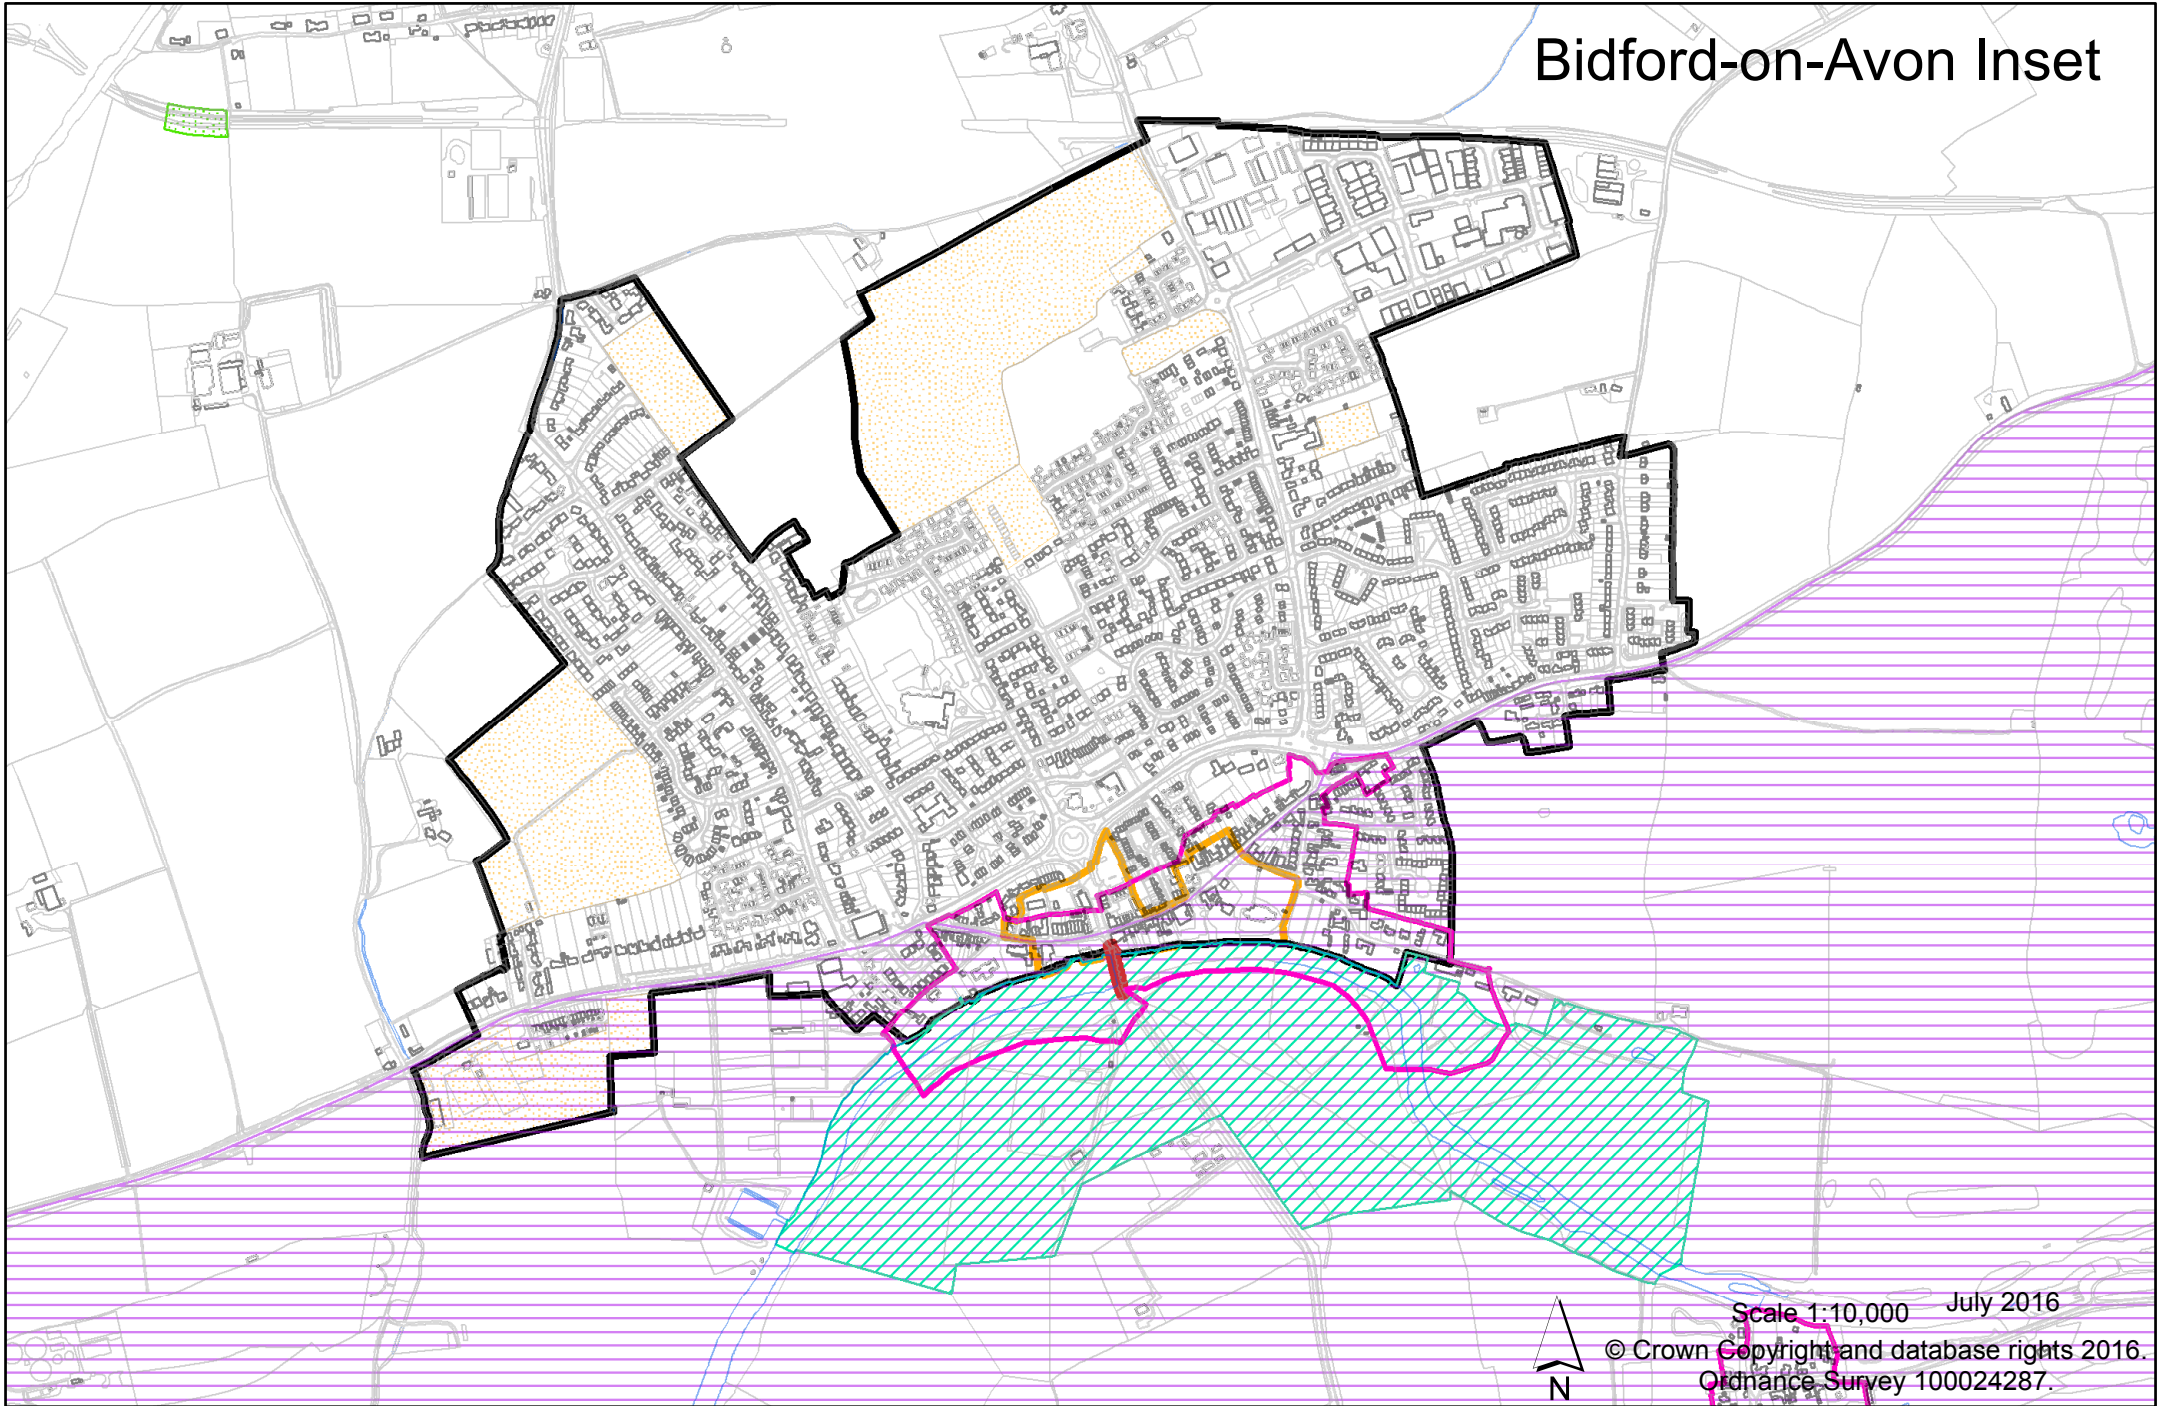 Bidford-on-Avon Inset
Scale 1:10,000 July 2016
© Crown Copyright and database rights 2016.
Ordnance Survey 100024287.
N